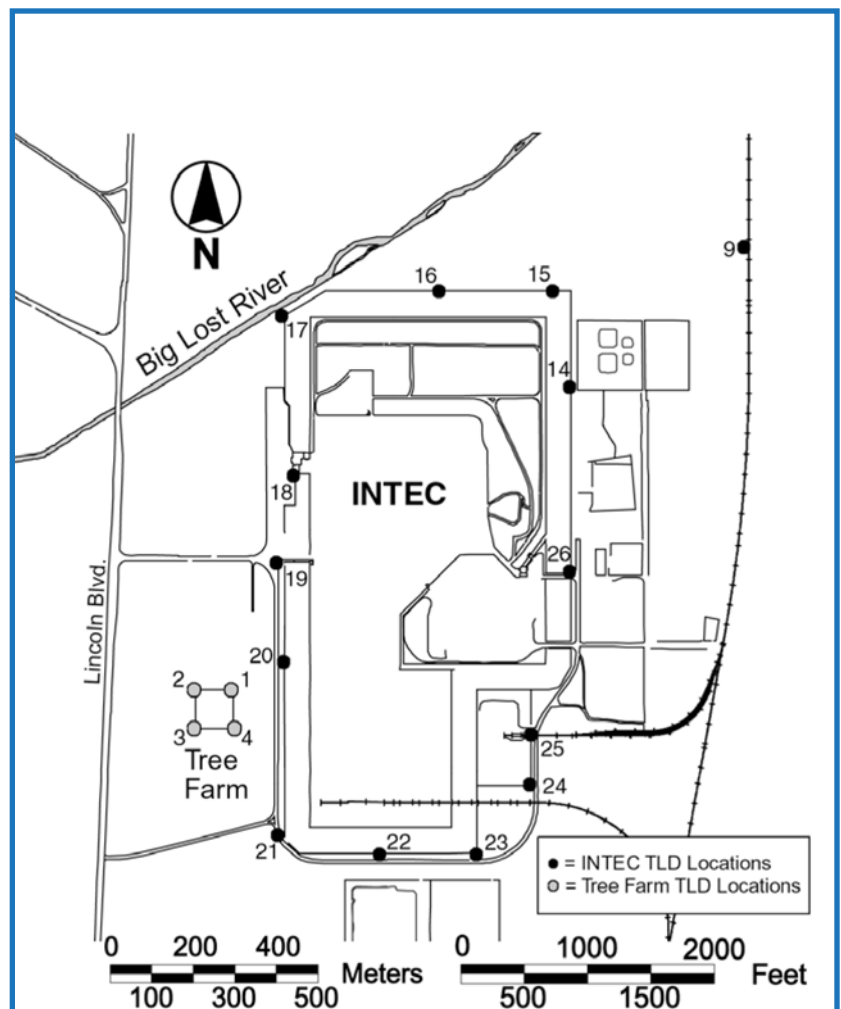 9
16
15
N
Big Lost River
17
14
18
INTEC
26
19
Lincoln Blvd.
20
2
1
3
4
25
Tree
Farm
24
21
22
23
= INTEC TLD Locations
= Tree Farm TLD Locations
0 200 400
Meters
100 300 500
0 1000 2000
Feet
500 1500